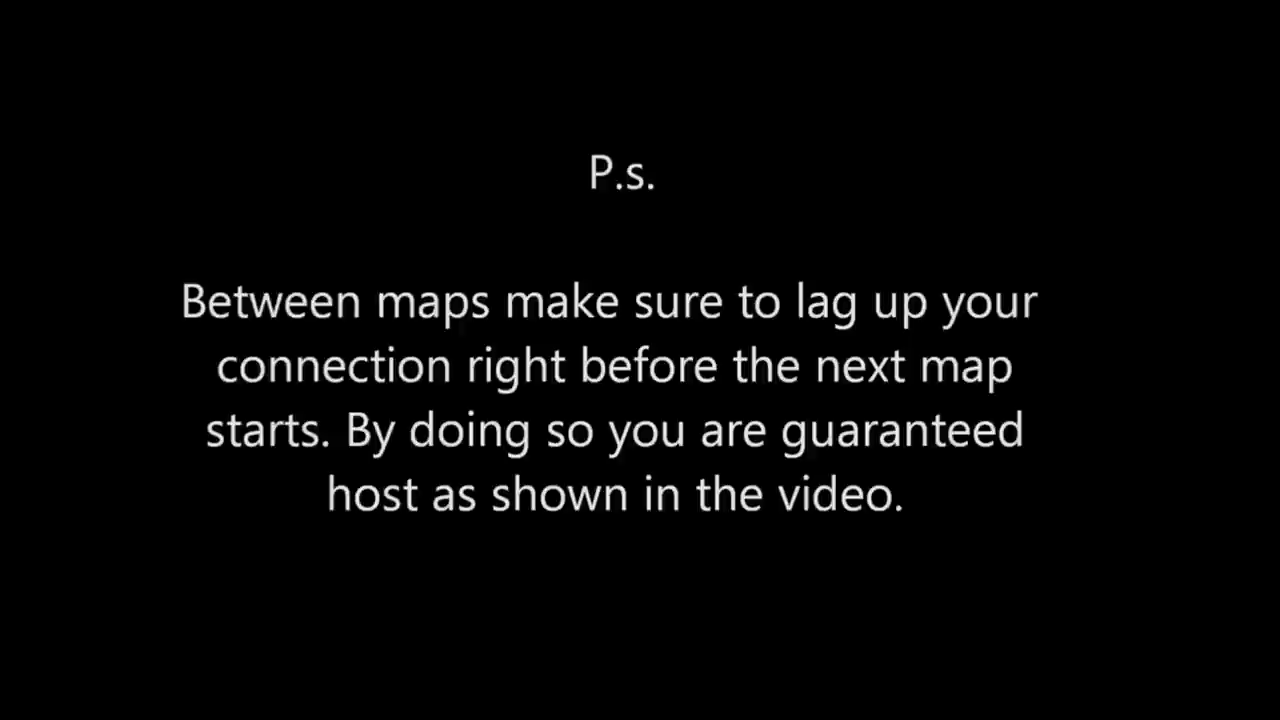 P.s.
Between maps make sure to lag up your
connection right before the next map
starts. By doing so you are guaranteed
host as shown in the video.